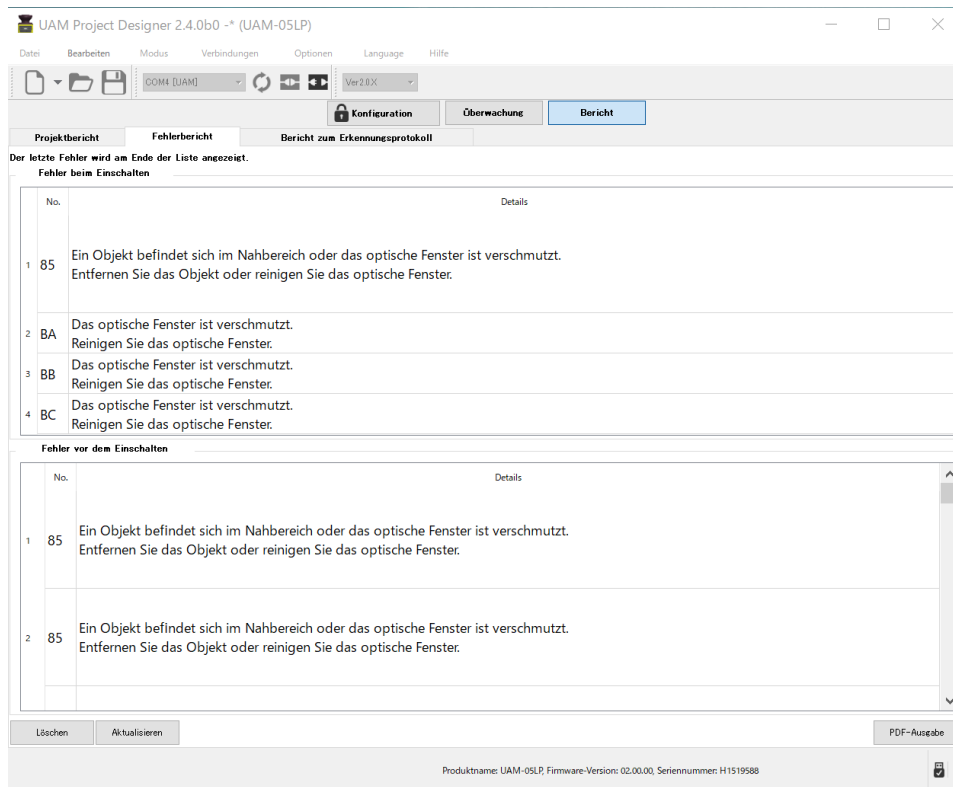 UAM Project Designer 2.4.0b0 -* (UAM-05LP)
Datei Bearbeiten Modus Verbindungen Optionen Language Hilfe
COM4 [UAM] Ver2.0.X
Konfiguration Überwachung Bericht
Projektbericht Fehlerbericht Bericht zum Erkennungsprotokoll
Der letzte Fehler wird am Ende der Liste angezeigt.
Fehler beim Einschalten
No. Details
1 85 Ein Objekt befindet sich im Nahbereich oder das optische Fenster ist verschmutzt.
Entfernen Sie das Objekt oder reinigen Sie das optische Fenster.
2 BA Das optische Fenster ist verschmutzt.
Reinigen Sie das optische Fenster.
3 BB Das optische Fenster ist verschmutzt.
Reinigen Sie das optische Fenster.
4 BC Das optische Fenster ist verschmutzt.
Reinigen Sie das optische Fenster.
Fehler vor dem Einschalten
No. Details
1 85 Ein Objekt befindet sich im Nahbereich oder das optische Fenster ist verschmutzt.
Entfernen Sie das Objekt oder reinigen Sie das optische Fenster.
2 85 Ein Objekt befindet sich im Nahbereich oder das optische Fenster ist verschmutzt.
Entfernen Sie das Objekt oder reinigen Sie das optische Fenster.
Löschen Aktualisieren PDF-Ausgabe
Produktname: UAM-05LP, Firmware-Version: 02.00.00, Seriennummer: H1519588